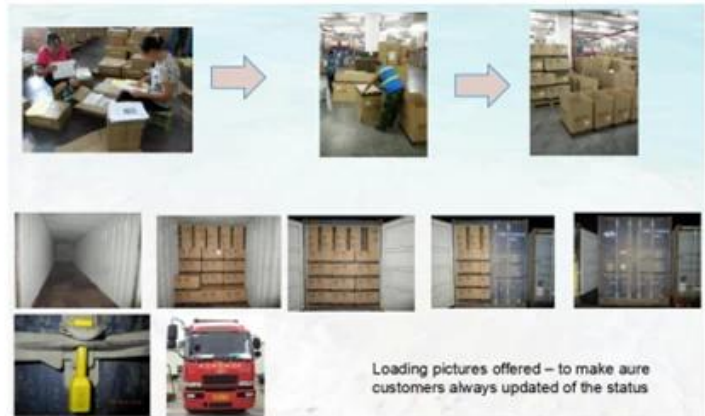 Loading pictures offered – to make aure
customers always updated of the status